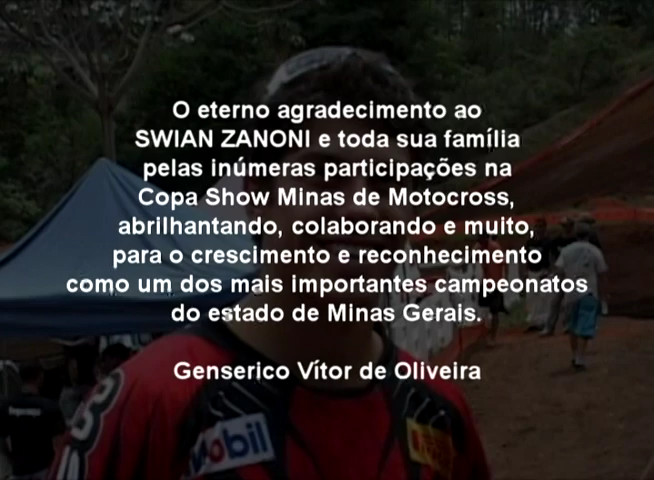 O eterno agradecimento ao
SWIAN ZANONI e toda sua família
pelas inúmeras participações na
Copa Show Minas de Motocross,
abrilhantando, colaborando e muito,
para o crescimento e reconhecimento
como um dos mais importantes campeonatos
do estado de Minas Gerais.
Genserico Vítor de Oliveira
Mobil